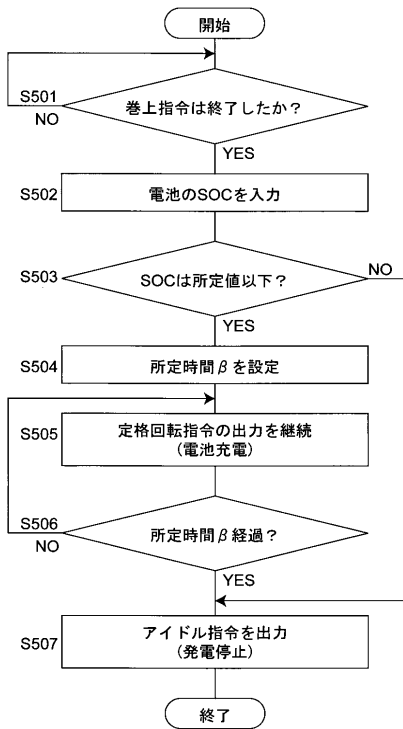 開始
S501
巻上指令は終了したか?
NO
YES
S502
電池のSOCを入力
S503
SOCは所定値以下?
NO
YES
S504
所定時間βを設定
S505
定格回転指令の出力を継続
(電池充電)
S506
所定時間β経過?
NO
YES
S507
アイドル指令を出力
(発電停止)
終了